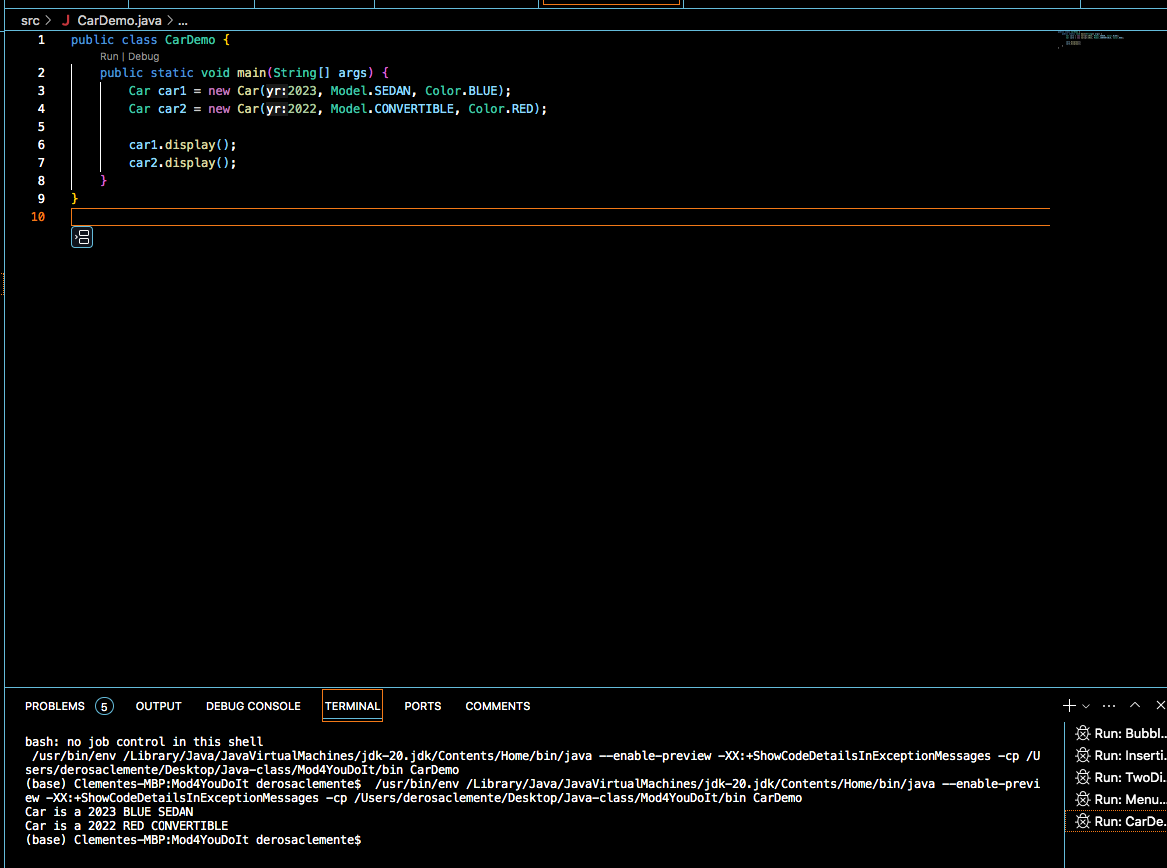 src > J CarDemo.java > ...
1 public class CarDemo {
Run | Debug
2 public static void main(String[] args) {
3 Car car1 = new Car(yr:2023, Model.SEDAN, Color.BLUE);
4 Car car2 = new Car(yr:2022, Model.CONVERTIBLE, Color.RED);
5
6 car1.display();
7 car2.display();
8 }
9 }
10
PROBLEMS 5 OUTPUT DEBUG CONSOLE TERMINAL PORTS COMMENTS
bash: no job control in this shell
/usr/bin/env /Library/Java/JavaVirtualMachines/jdk-20.jdk/Contents/Home/bin/java --enable-preview -XX:+ShowCodeDetailsInExceptionMessages -cp /U
sers/derosaclemente/Desktop/Java-class/Mod4YouDoIt/bin CarDemo
(base) Clementes-MBP:Mod4YouDoIt derosaclemente$  /usr/bin/env /Library/Java/JavaVirtualMachines/jdk-20.jdk/Contents/Home/bin/java --enable-previ
ew -XX:+ShowCodeDetailsInExceptionMessages -cp /Users/derosaclemente/Desktop/Java-class/Mod4YouDoIt/bin CarDemo
Car is a 2023 BLUE SEDAN
Car is a 2022 RED CONVERTIBLE
(base) Clementes-MBP:Mod4YouDoIt derosaclemente$
Run: Bubbl...
Run: Inserti...
Run: TwoDi...
Run: Menu...
Run: CarDe...